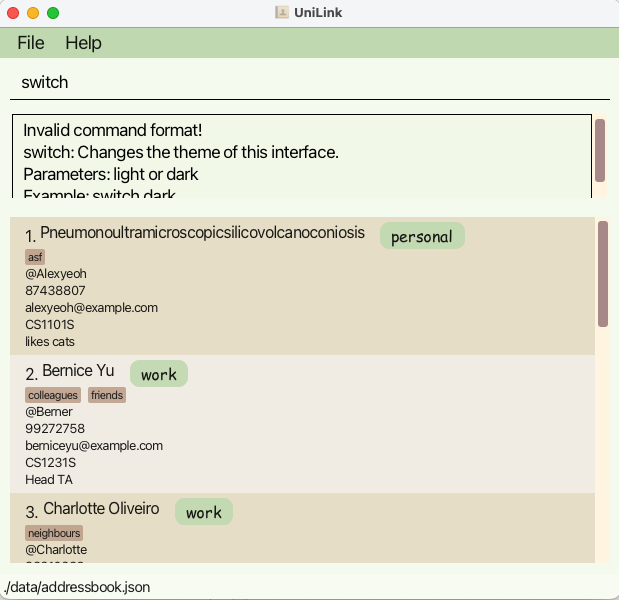 UniLink
File Help
switch
Invalid command format!
switch: Changes the theme of this interface.
Parameters: light or dark
Example: switch dark
1. Pneumonoultramicroscopicsilicovolcanoconiosis personal
asf
@Alexyeoh
87438807
alexyeoh@example.com
CS1101S
likes cats
2. Bernice Yu work
colleagues friends
@Berner
99272758
berniceyu@example.com
CS1231S
Head TA
3. Charlotte Oliveiro work
neighbours
@Charlotte
./data/addressbook.json